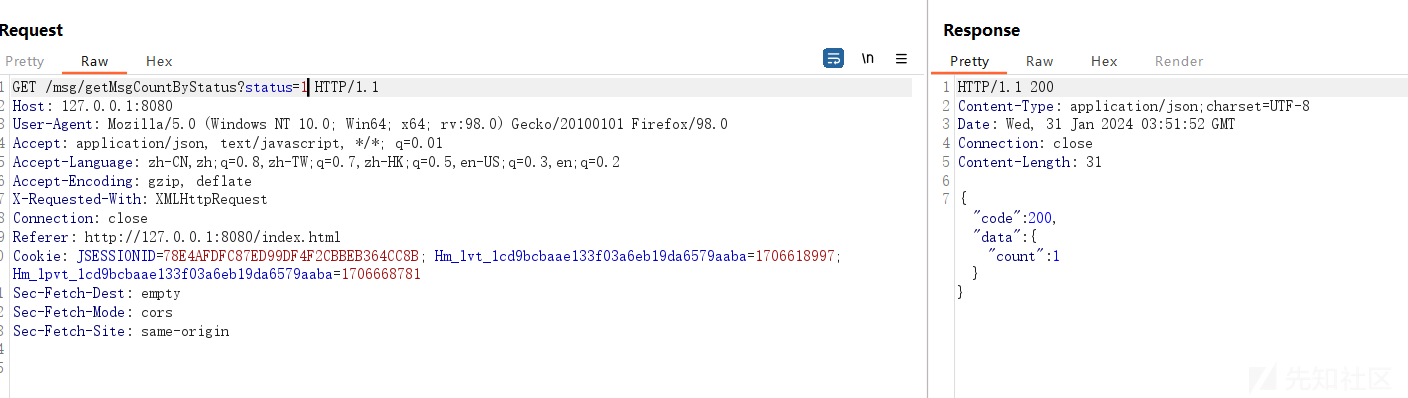 Request
Pretty Raw Hex
\n
1 GET /msg/getMsgCountByStatus?status=1 HTTP/1.1
2 Host: 127.0.0.1:8080
3 User-Agent: Mozilla/5.0 (Windows NT 10.0; Win64; x64; rv:98.0) Gecko/20100101 Firefox/98.0
4 Accept: application/json, text/javascript, */*; q=0.01
5 Accept-Language: zh-CN,zh;q=0.8,zh-TW;q=0.7,zh-HK;q=0.5,en-US;q=0.3,en;q=0.2
6 Accept-Encoding: gzip, deflate
7 X-Requested-With: XMLHttpRequest
8 Connection: close
9 Referer: http://127.0.0.1:8080/index.html
0 Cookie: JSESSIONID=78E4AFDFC87ED99DF4F2CBBEB364CC8B; Hm_lvt_1cd9bcbaae133f03a6eb19da6579aaba=1706618997;
Hm_lpvt_1cd9bcbaae133f03a6eb19da6579aaba=1706668781
1 Sec-Fetch-Dest: empty
2 Sec-Fetch-Mode: cors
3 Sec-Fetch-Site: same-origin
4
5
Response
Pretty Raw Hex Render
1 HTTP/1.1 200
2 Content-Type: application/json;charset=UTF-8
3 Date: Wed, 31 Jan 2024 03:51:52 GMT
4 Connection: close
5 Content-Length: 31
6
7 {
"code":200,
"data":{
"count":1
}
}
先知社区